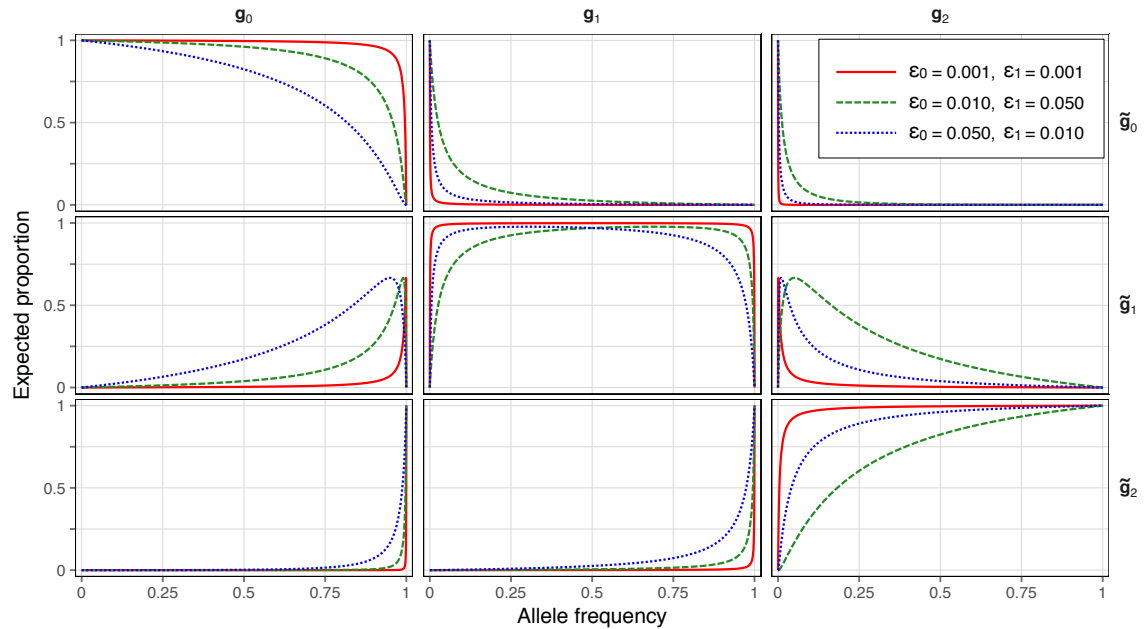 g₀ g₁ g₂
1
0.5
0
g̃₀
ε₀ = 0.001, ε₁ = 0.001
ε₀ = 0.010, ε₁ = 0.050
ε₀ = 0.050, ε₁ = 0.010
Expected proportion
1
0.5
0
g̃₁
1
0.5
0
g̃₂
0 0.25 0.5 0.75 1 0 0.25 0.5 0.75 1 0 0.25 0.5 0.75 1
Allele frequency